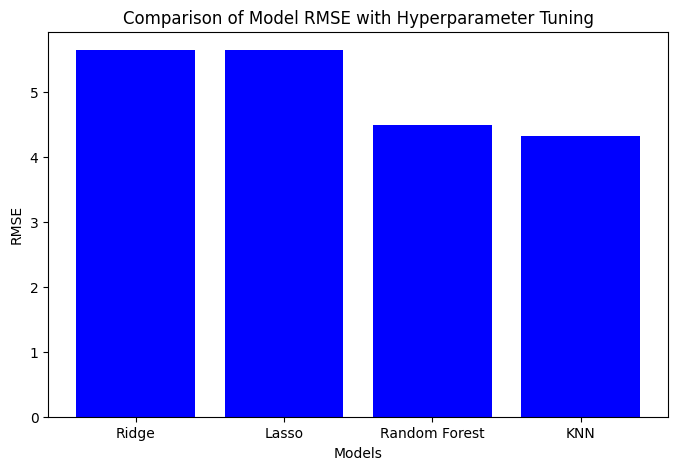 Comparison of Model RMSE with Hyperparameter Tuning
RMSE
5
4
3
2
1
0
Ridge Lasso Random Forest KNN
Models